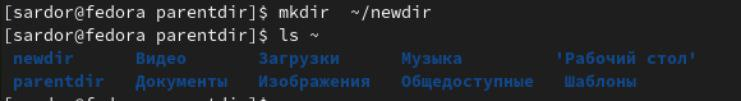 [sardor@fedora parentdir]$ mkdir  ~/newdir
[sardor@fedora parentdir]$ ls ~
newdir Видео Загрузки Музыка 'Рабочий стол'
parentdir Документы Изображения Общедоступные Шаблоны
[sardor@fedora parentdir]$